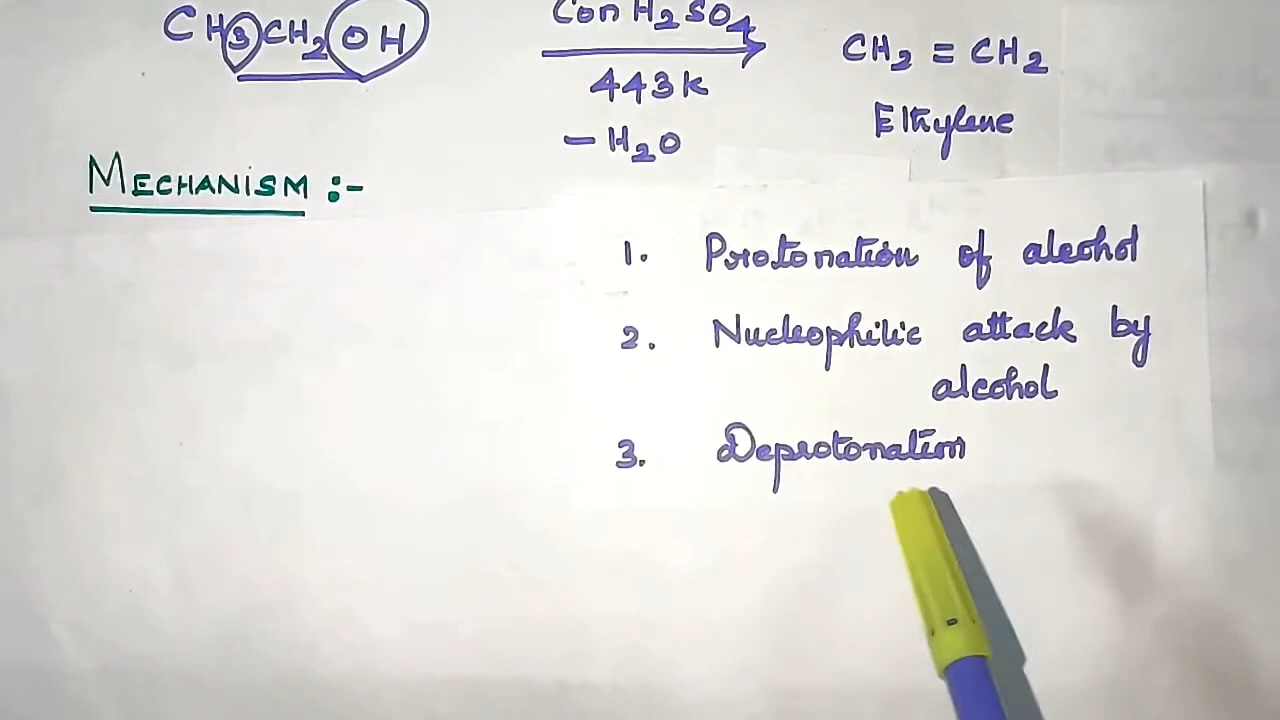 CH3CH2OH
Con H2SO4
443K
-H2O
CH2 = CH2
Ethylene
MECHANISM :-
1. Protonation of alcohol
2. Nucleophilic attack by
alcohol
3. Deprotonation